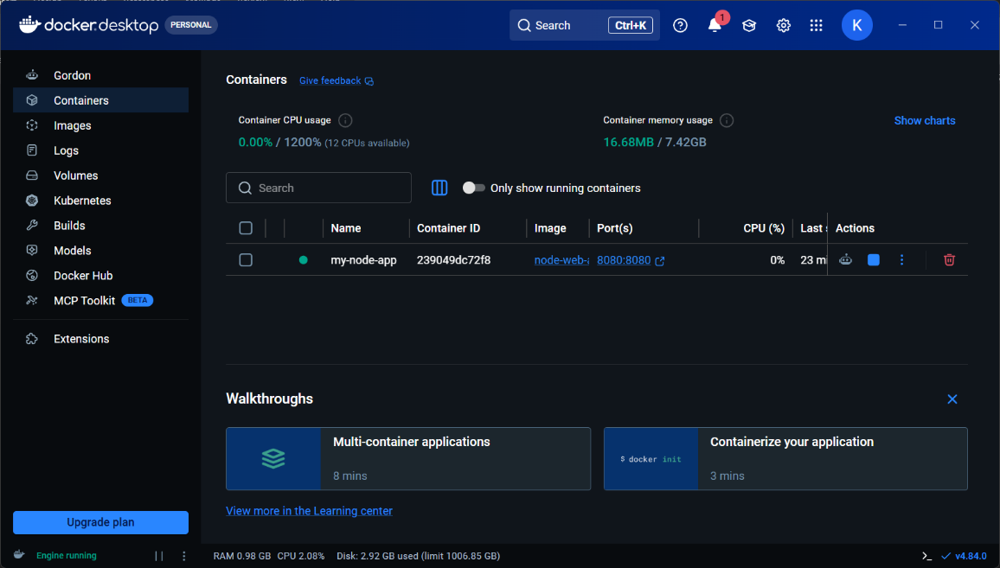 docker desktop PERSONAL Search Ctrl+K 1 K
Gordon
Containers
Images
Logs
Volumes
Kubernetes
Builds
Models
Docker Hub
MCP Toolkit BETA
Extensions
Upgrade plan
Containers Give feedback
Container CPU usage
0.00% / 1200% (12 CPUs available)
Container memory usage
16.68MB / 7.42GB
Show charts
Search
Only show running containers
Name Container ID Image Port(s) CPU (%) Last Actions
my-node-app 239049dc72f8 node-web- 8080:8080 0% 23
Walkthroughs
Multi-container applications
8 mins
$ docker init
Containerize your application
3 mins
View more in the Learning center
Engine running RAM 0.98 GB CPU 2.08% Disk: 2.92 GB used (limit 1006.85 GB) v4.84.0